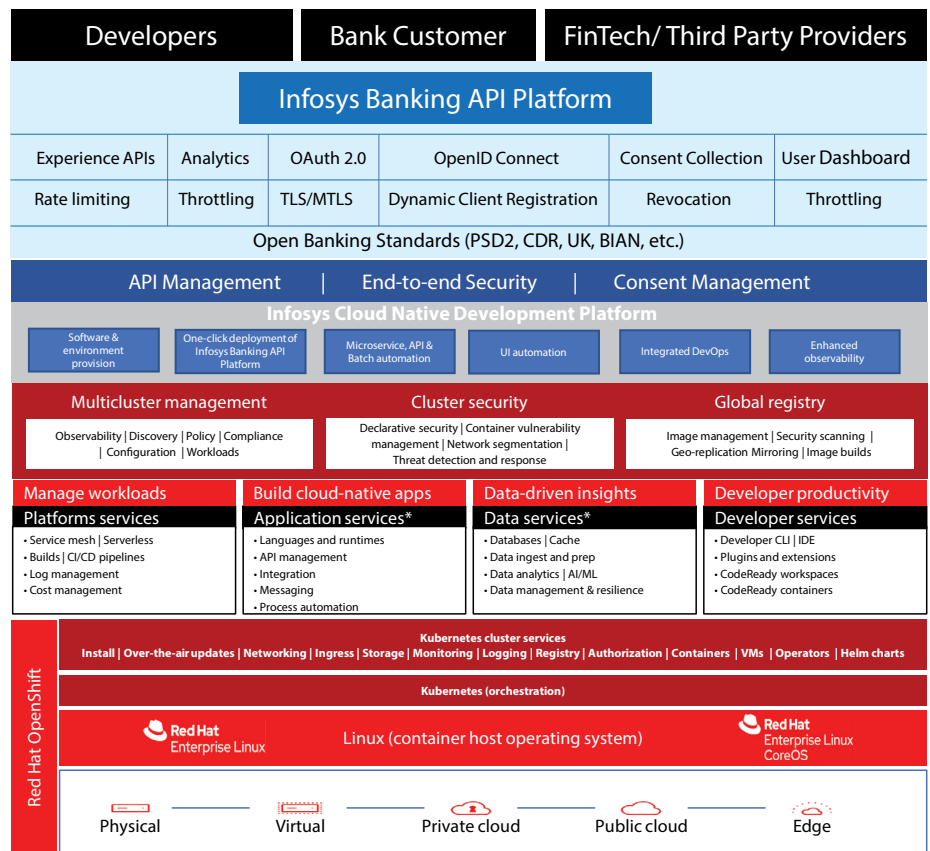 Developers
Bank Customer
FinTech/ Third Party Providers
Infosys Banking API Platform
Experience APIs
Analytics
OAuth 2.0
OpenID Connect
Consent Collection
User Dashboard
Rate limiting
Throttling
TLS/MTLS
Dynamic Client Registration
Revocation
Throttling
Open Banking Standards (PSD2, CDR, UK, BIAN, etc.)
API Management | End-to-end Security | Consent Management
Infosys Cloud Native Development Platform
Software &
environment
provision
One-click deployment of
Infosys Banking API
Platform
Microservice, API &
Batch automation
UI automation
Integrated DevOps
Enhanced
observability
Multicluster management
Observability | Discovery | Policy | Compliance
| Configuration | Workloads
Cluster security
Declarative security | Container vulnerability
management | Network segmentation |
Threat detection and response
Global registry
Image management | Security scanning |
Geo-replication Mirroring | Image builds
Manage workloads
Platforms services
• Service mesh | Serverless
• Builds | CI/CD pipelines
• Log management
• Cost management
Build cloud-native apps
Application services*
• Languages and runtimes
• API management
• Integration
• Messaging
• Process automation
Data-driven insights
Data services*
• Databases | Cache
• Data ingest and prep
• Data analytics | AI/ML
• Data management & resilience
Developer productivity
Developer services
• Developer CLI | IDE
• Plugins and extensions
• CodeReady workspaces
• CodeReady containers
Red Hat OpenShift
Kubernetes cluster services
Install | Over-the-air updates | Networking | Ingress | Storage | Monitoring | Logging | Registry | Authorization | Containers | VMs | Operators | Helm charts
Kubernetes (orchestration)
Red Hat
Enterprise Linux
Linux (container host operating system)
Red Hat
Enterprise Linux
CoreOS
Physical
Virtual
Private cloud
Public cloud
Edge